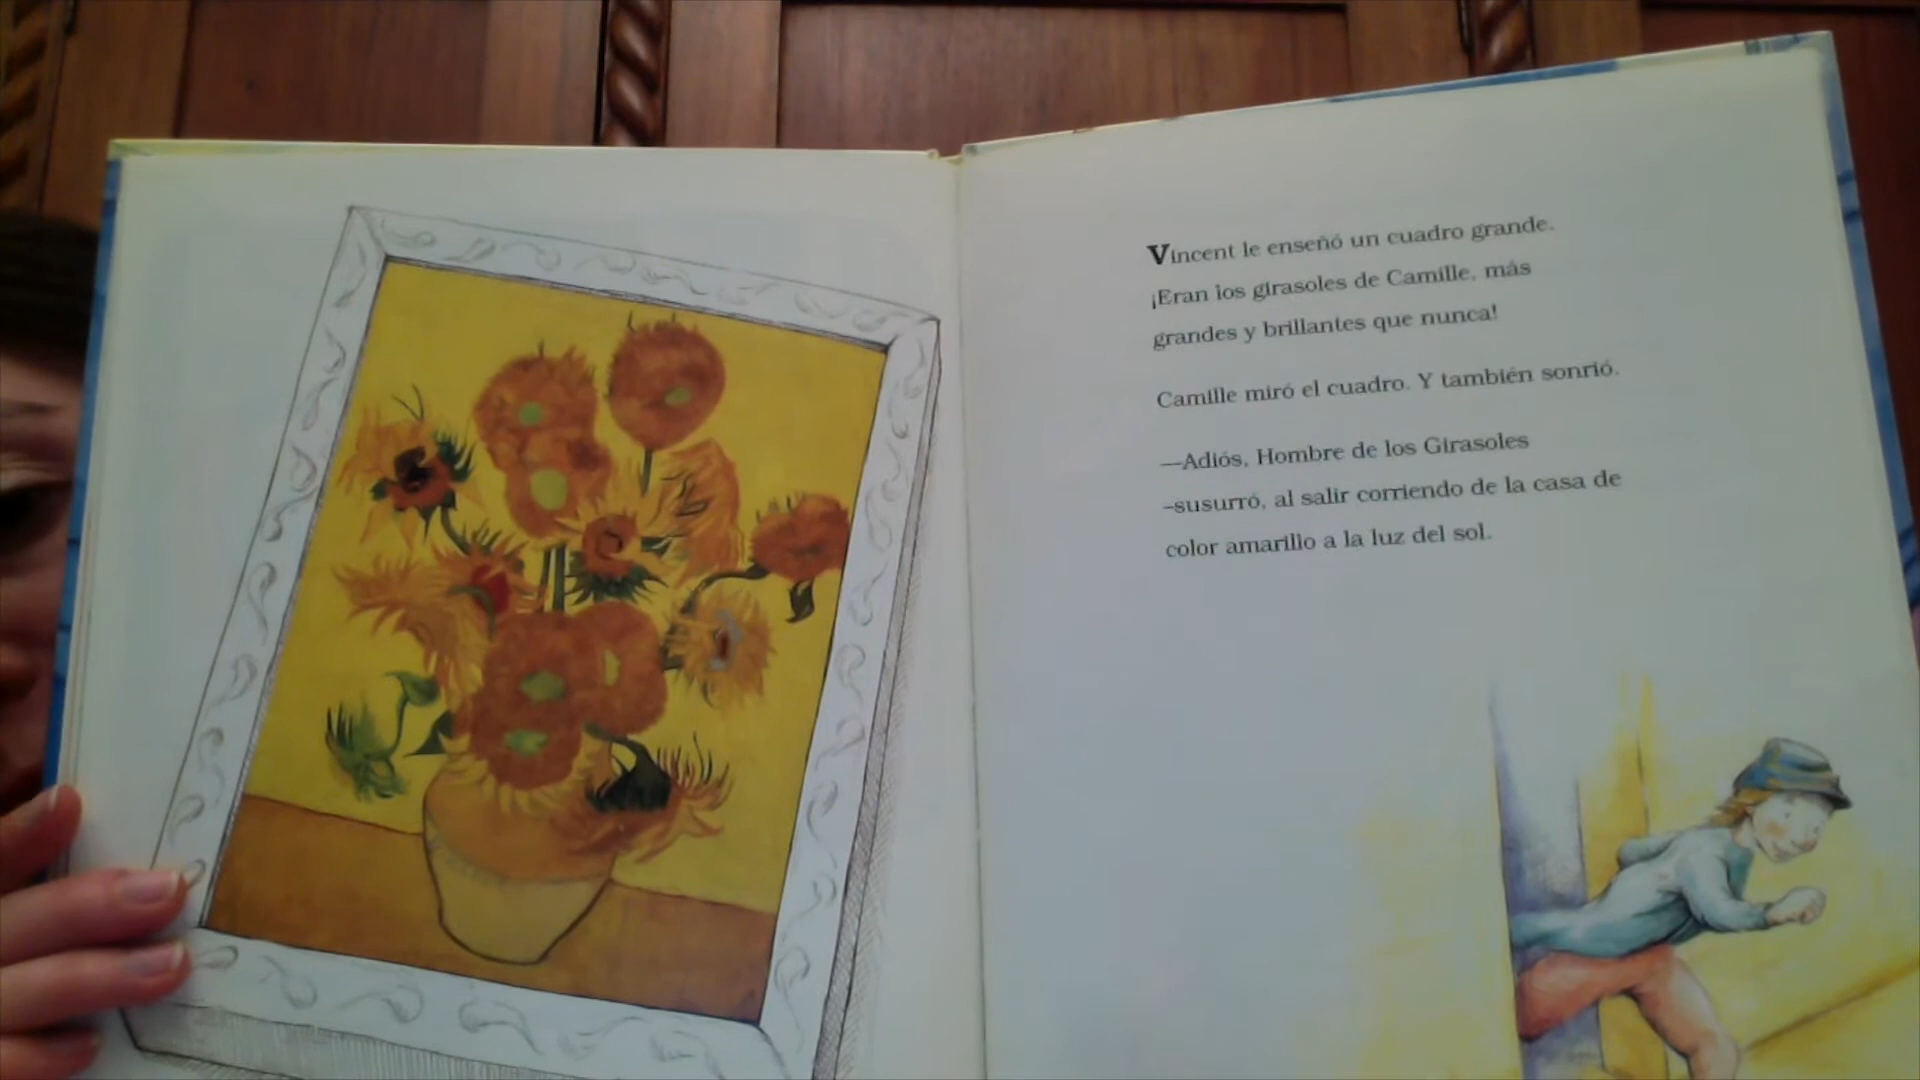 Vincent le enseñó un cuadro grande.
¡Eran los girasoles de Camille, más
grandes y brillantes que nunca!
Camille miró el cuadro. Y también sonrió.
—Adiós, Hombre de los Girasoles
–susurró, al salir corriendo de la casa de
color amarillo a la luz del sol.